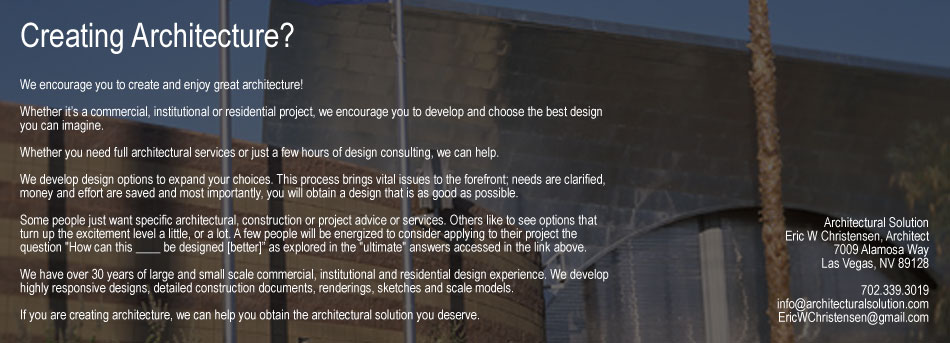 Creating Architecture?
We encourage you to create and enjoy great architecture!
Whether it's a commercial, institutional or residential project, we encourage you to develop and choose the best design
you can imagine.
Whether you need full architectural services or just a few hours of design consulting, we can help.
We develop design options to expand your choices. This process brings vital issues to the forefront; needs are clarified,
money and effort are saved and most importantly, you will obtain a design that is as good as possible.
Some people just want specific architectural, construction or project advice or services. Others like to see options that
turn up the excitement level a little, or a lot. A few people will be energized to consider applying to their project the
question "How can this ____ be designed [better]" as explored in the "ultimate" answers accessed in the link above.
We have over 30 years of large and small scale commercial, institutional and residential design experience. We develop
highly responsive designs, detailed construction documents, renderings, sketches and scale models.
If you are creating architecture, we can help you obtain the architectural solution you deserve.
Architectural Solution
Eric W Christensen, Architect
7009 Alamosa Way
Las Vegas, NV 89128
702.339.3019
info@architecturalsolution.com
EricWChristensen@gmail.com